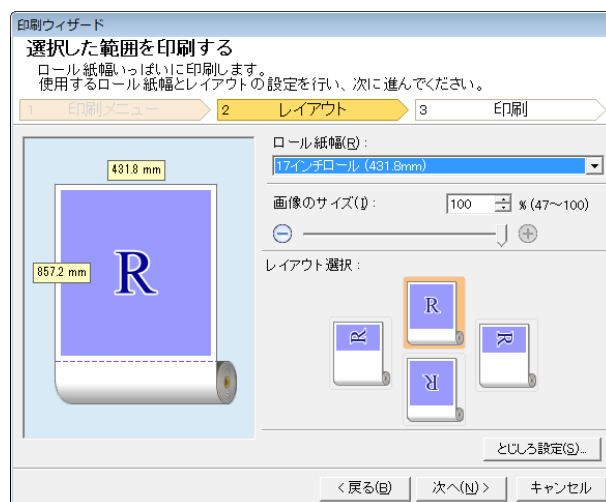 印刷ウィザード
選択した範囲を印刷する
ロール紙幅いっぱいに印刷します。
使用するロール紙幅とレイアウトの設定を行い、次に進んでください。
1 印刷メニュー 2 レイアウト 3 印刷
ロール紙幅(R):
17インチロール (431.8mm)
431.8 mm
画像のサイズ(I): 100 % (47～100)
R
857.2 mm
レイアウト選択:
R
R
R
R
とじしろ設定(S)...
<戻る(B) 次へ(N)> キャンセル